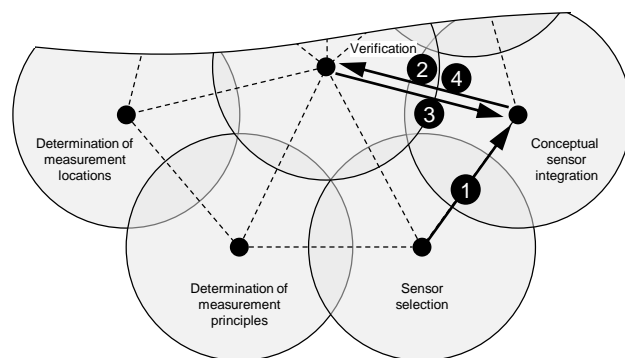 Verification
2
4
3
Determination of
measurement
locations
Conceptual
sensor
integration
1
Determination of
measurement
principles
Sensor
selection